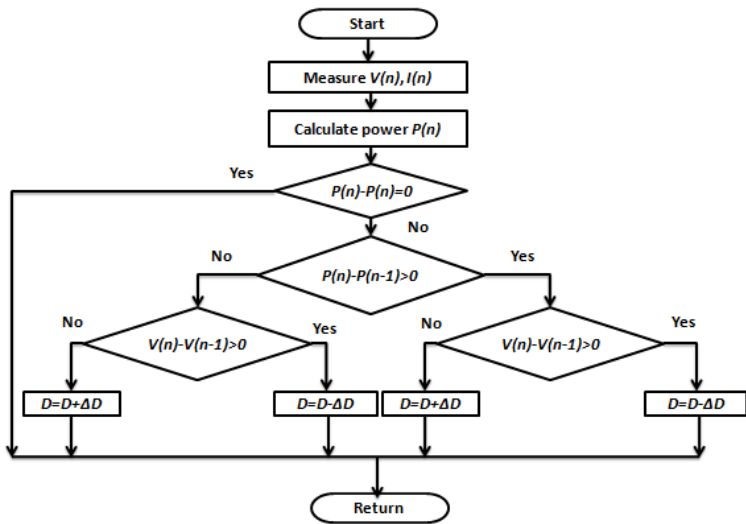 Start
Measure V(n), I(n)
Calculate power P(n)
Yes
P(n)-P(n)=0
No
No
P(n)-P(n-1)>0
Yes
No
V(n)-V(n-1)>0
Yes
No
V(n)-V(n-1)>0
Yes
D=D+ΔD
D=D-ΔD
D=D+ΔD
D=D-ΔD
Return